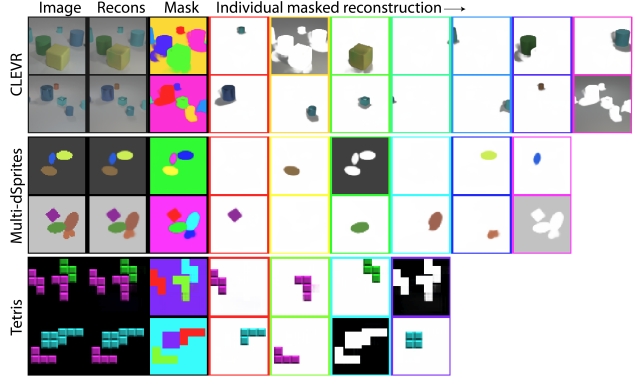 Image Recons Mask Individual masked reconstruction
CLEVR
Multi-dSprites
Tetris